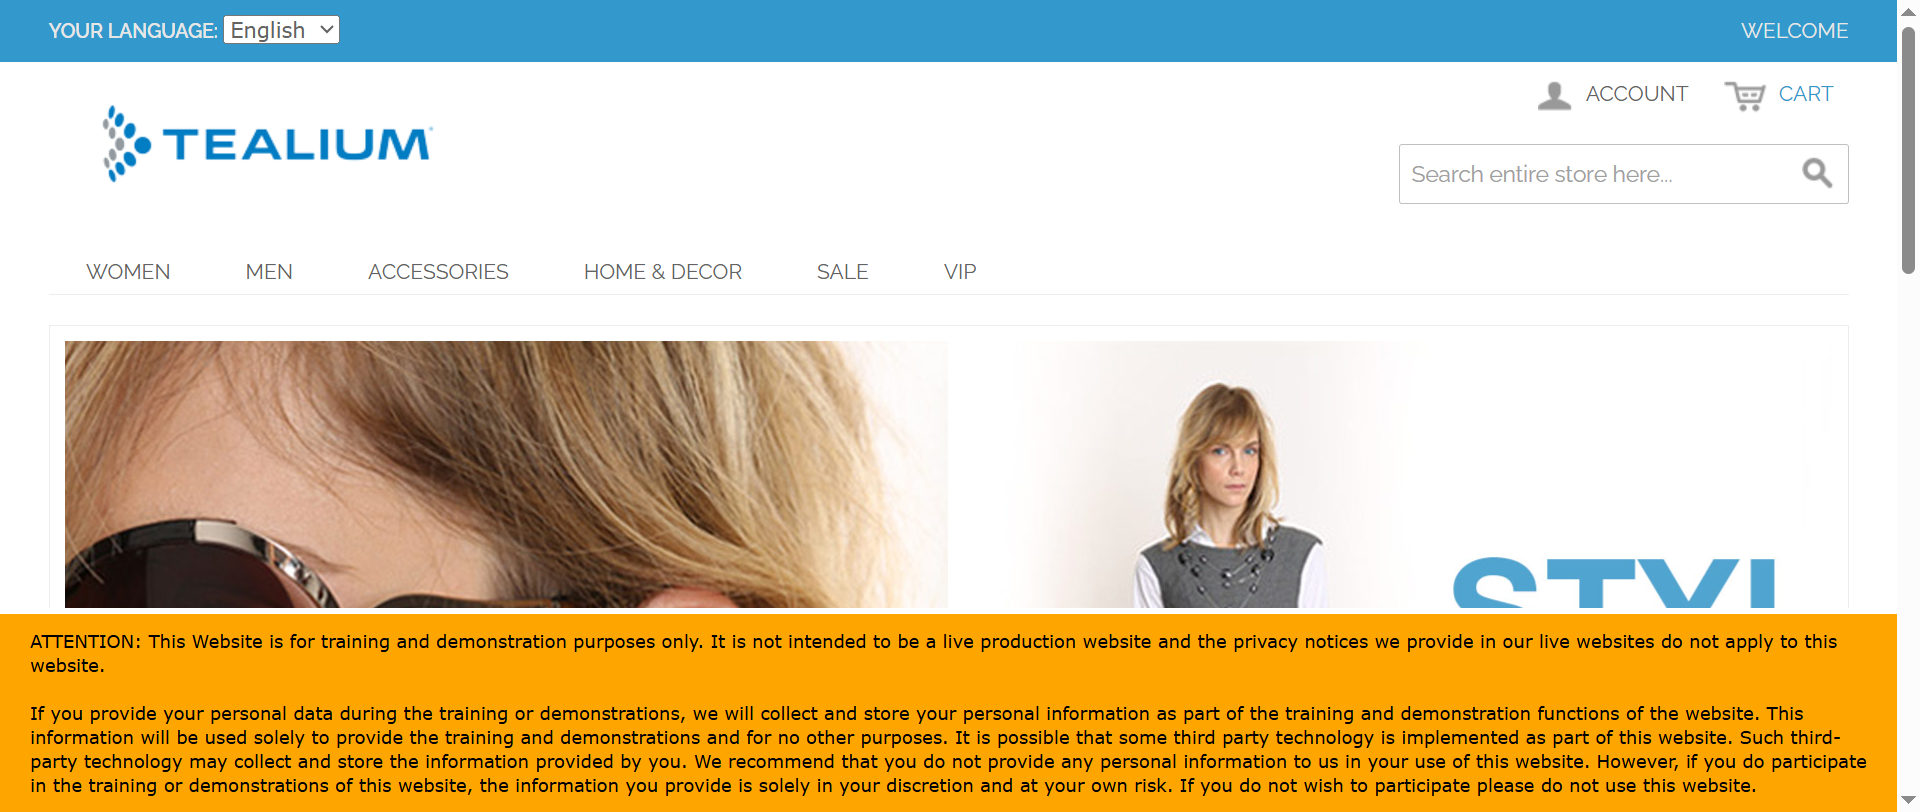 YOUR LANGUAGE: English
WELCOME
ACCOUNT
CART
TEALIUM
Search entire store here...
WOMEN
MEN
ACCESSORIES
HOME & DECOR
SALE
VIP
ATTENTION: This Website is for training and demonstration purposes only. It is not intended to be a live production website and the privacy notices we provide in our live websites do not apply to this
website.
If you provide your personal data during the training or demonstrations, we will collect and store your personal information as part of the training and demonstration functions of the website. This
information will be used solely to provide the training and demonstrations and for no other purposes. It is possible that some third party technology is implemented as part of this website. Such third-
party technology may collect and store the information provided by you. We recommend that you do not provide any personal information to us in your use of this website. However, if you do participate
in the training or demonstrations of this website, the information you provide is solely in your discretion and at your own risk. If you do not wish to participate please do not use this website.